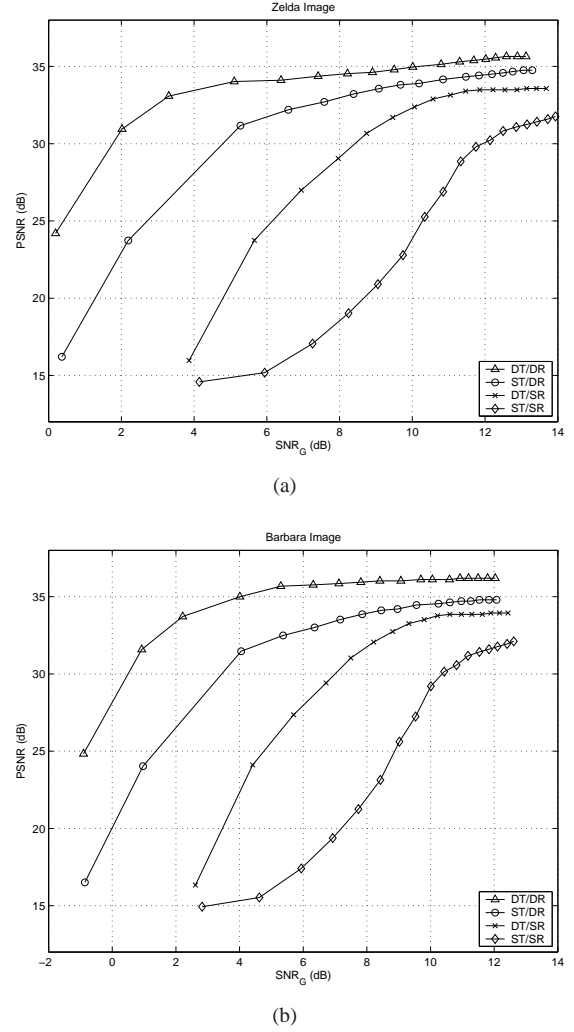 Zelda Image
35
30
25
20
15
PSNR (dB)
0 2 4 6 8 10 12 14
SNR_G (dB)
DT/DR
ST/DR
DT/SR
ST/SR
(a)
Barbara Image
35
30
25
20
15
PSNR (dB)
−2 0 2 4 6 8 10 12 14
SNR_G (dB)
DT/DR
ST/DR
DT/SR
ST/SR
(b)